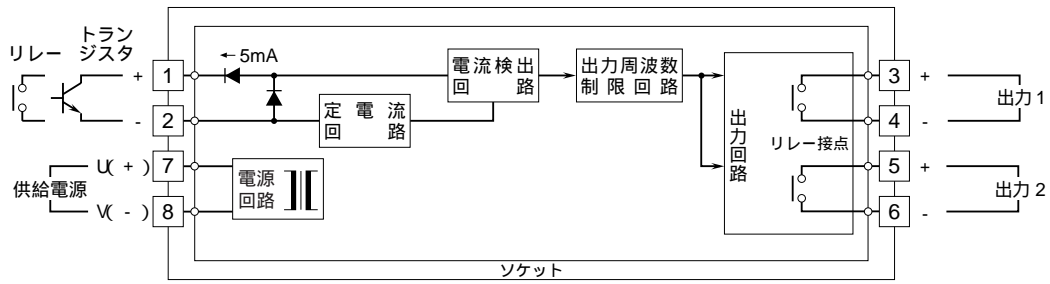 リレー
トラン
ジスタ
+
-
1
2
← 5mA
電流検出
回路
定電流
回路
出力周波数
制限回路
出力回路
リレー接点
3
+
4
-
出力 1
5
+
6
-
出力 2
供給電源
U( + )
V( - )
7
8
電源
回路
ソケット